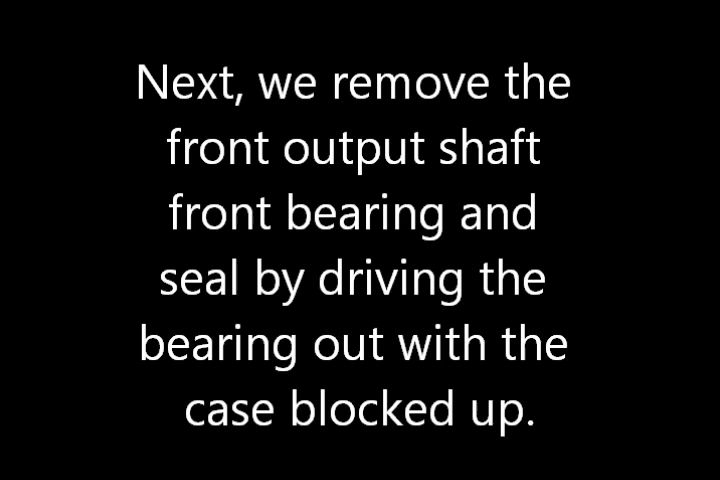 Next, we remove the
front output shaft
front bearing and
seal by driving the
bearing out with the
case blocked up.